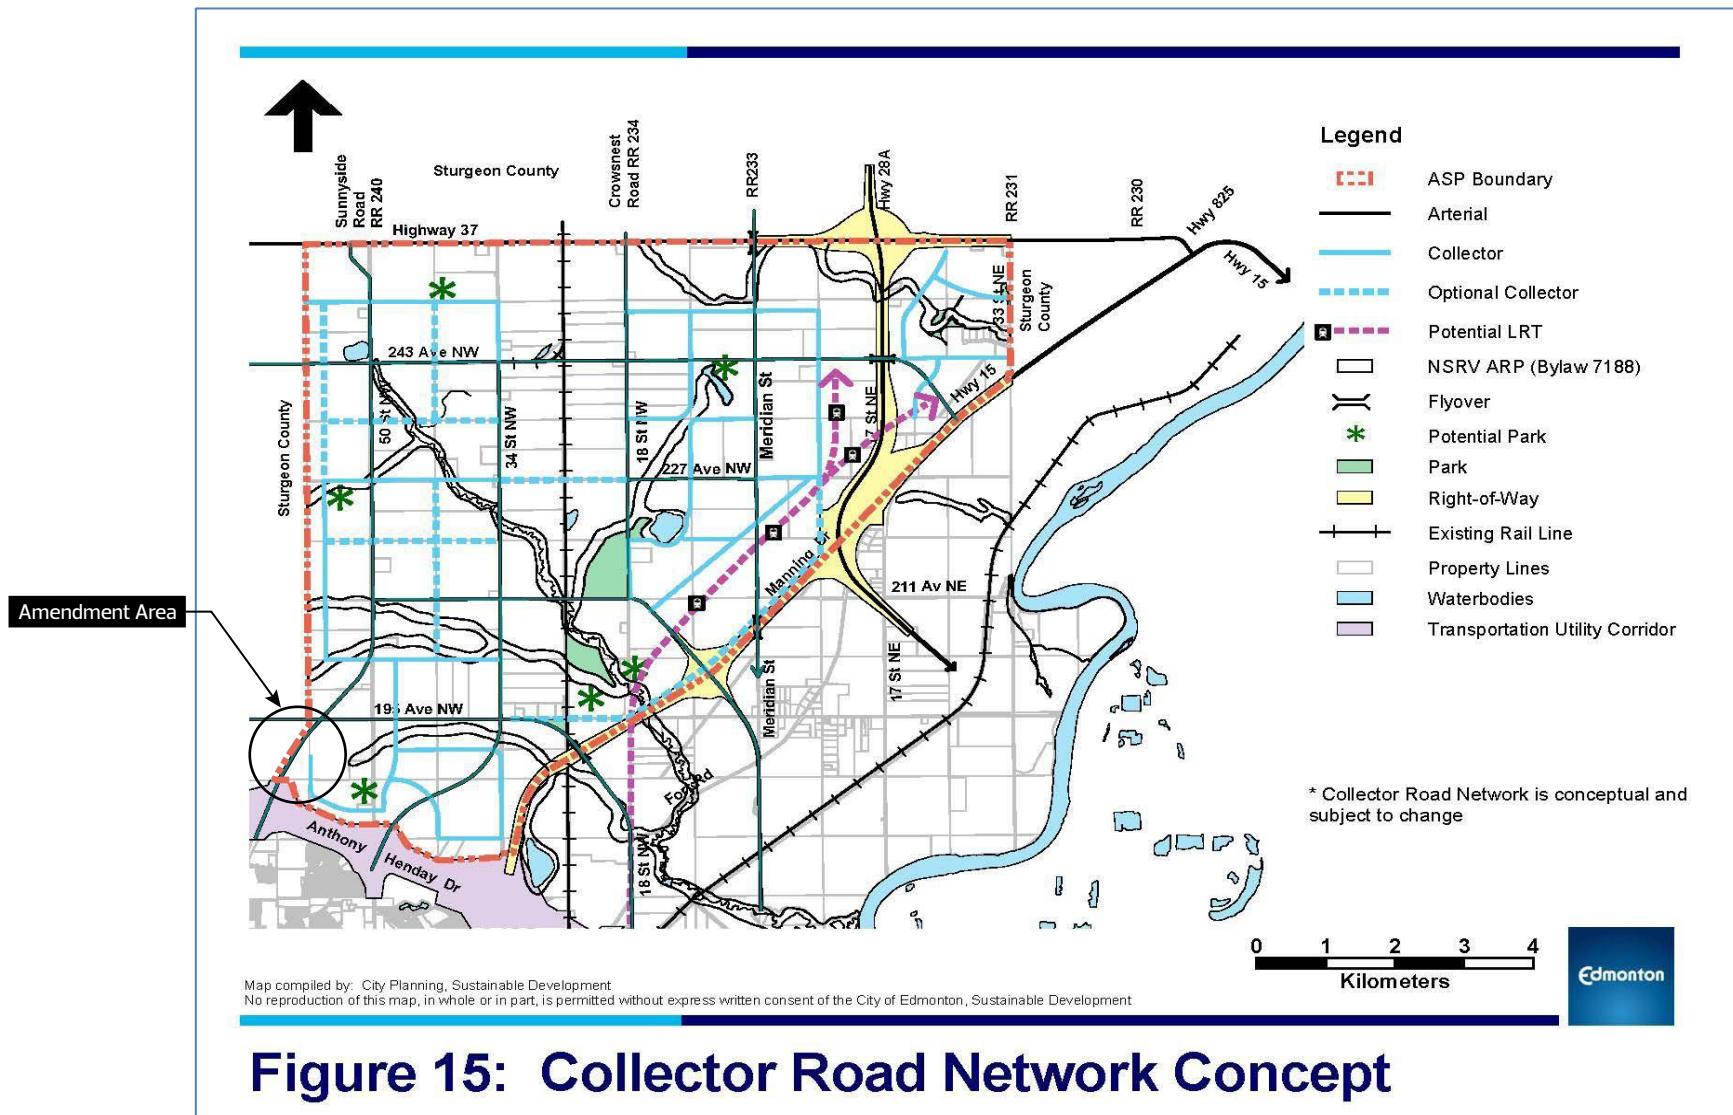 Sunnyside
Road
RR 240
Sturgeon County
Crowsnest
Road RR 234
RR233
Hwy 28A
RR 231
RR 230
Hwy 825
Hwy 15
Highway 37
33 St NE
Sturgeon
County
243 Ave NW
50 St NW
34 St NW
18 St NW
Meridian St
17 St NE
Hwy 15
Sturgeon County
227 Ave NW
Manning Dr
211 Av NE
Amendment Area
195 Ave NW
Meridian St
17 St NE
Fort Rd
18 St NW
Anthony Henday Dr
Legend
ASP Boundary
Arterial
Collector
Optional Collector
Potential LRT
NSRV ARP (Bylaw 7188)
Flyover
Potential Park
Park
Right-of-Way
Existing Rail Line
Property Lines
Waterbodies
Transportation Utility Corridor
* Collector Road Network is conceptual and
subject to change
0 1 2 3 4
Kilometers
Edmonton
Map compiled by: City Planning, Sustainable Development
No reproduction of this map, in whole or in part, is permitted without express written consent of the City of Edmonton, Sustainable Development
Figure 15: Collector Road Network Concept